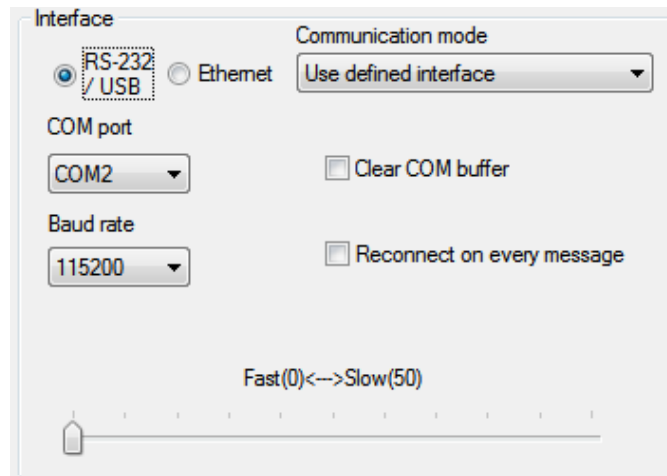 Interface
Communication mode
RS-232
/ USB
Ethernet
Use defined interface
COM port
COM2
Clear COM buffer
Baud rate
115200
Reconnect on every message
Fast(0)<--->Slow(50)